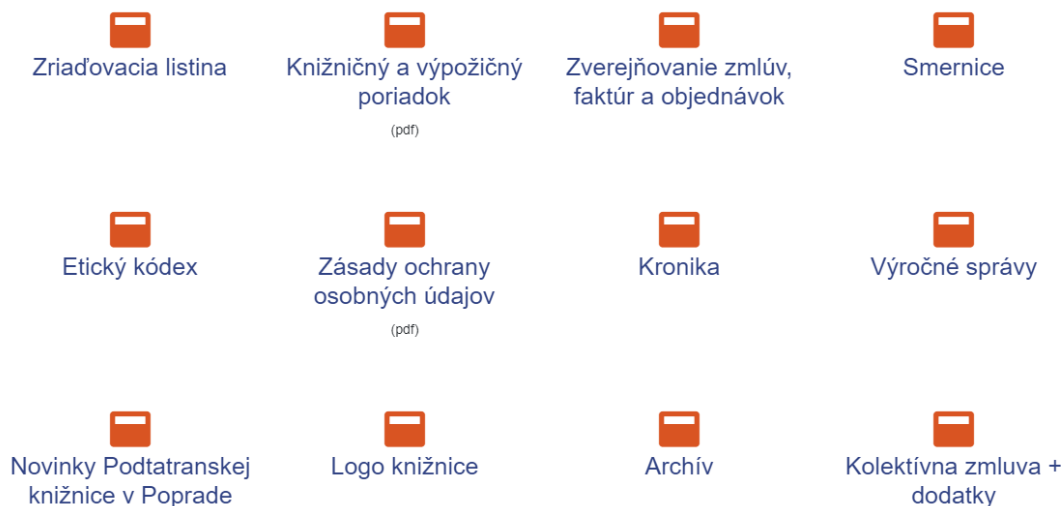 Zriaďovacia listina
Knižničný a výpožičný
poriadok
(pdf)
Zverejňovanie zmlúv,
faktúr a objednávok
Smernice
Etický kódex
Zásady ochrany
osobných údajov
(pdf)
Kronika
Výročné správy
Novinky Podtatranskej
knižnice v Poprade
Logo knižnice
Archív
Kolektívna zmluva +
dodatky